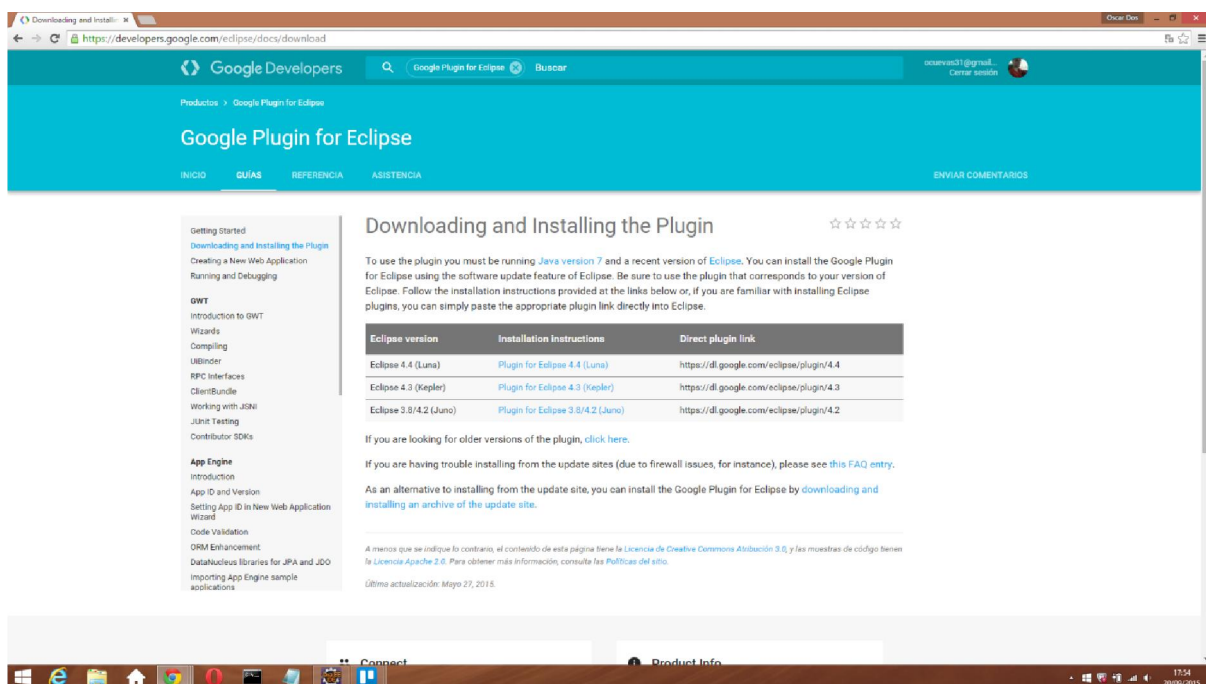 Downloading and Installin
Oscar Dos
https://developers.google.com/eclipse/docs/download
Google Developers
Google Plugin for Eclipse
Buscar
ocuevas31@gmail...
Cerrar sesión
Productos > Google Plugin for Eclipse
Google Plugin for Eclipse
INICIO GUÍAS REFERENCIA ASISTENCIA ENVIAR COMENTARIOS
Getting Started
Downloading and Installing the Plugin
Creating a New Web Application
Running and Debugging
GWT
Introduction to GWT
Wizards
Compiling
UiBinder
RPC Interfaces
ClientBundle
Working with JSNI
JUnit Testing
Contributor SDKs
App Engine
Introduction
App ID and Version
Setting App ID in New Web Application
Wizard
Code Validation
ORM Enhancement
DataNucleus libraries for JPA and JDO
Importing App Engine sample
applications
Downloading and Installing the Plugin
To use the plugin you must be running Java version 7 and a recent version of Eclipse. You can install the Google Plugin
for Eclipse using the software update feature of Eclipse. Be sure to use the plugin that corresponds to your version of
Eclipse. Follow the installation instructions provided at the links below or, if you are familiar with installing Eclipse
plugins, you can simply paste the appropriate plugin link directly into Eclipse.
Eclipse version Installation instructions Direct plugin link
Eclipse 4.4 (Luna) Plugin for Eclipse 4.4 (Luna) https://dl.google.com/eclipse/plugin/4.4
Eclipse 4.3 (Kepler) Plugin for Eclipse 4.3 (Kepler) https://dl.google.com/eclipse/plugin/4.3
Eclipse 3.8/4.2 (Juno) Plugin for Eclipse 3.8/4.2 (Juno) https://dl.google.com/eclipse/plugin/4.2
If you are looking for older versions of the plugin, click here.
If you are having trouble installing from the update sites (due to firewall issues, for instance), please see this FAQ entry.
As an alternative to installing from the update site, you can install the Google Plugin for Eclipse by downloading and
installing an archive of the update site.
A menos que se indique lo contrario, el contenido de esta página tiene la Licencia de Creative Commons Atribución 3.0, y las muestras de código tienen
la Licencia Apache 2.0. Para obtener más información, consulta las Políticas del sitio.
Última actualización: Mayo 27, 2015.
Connect
Product Info
17:54
20/09/2015